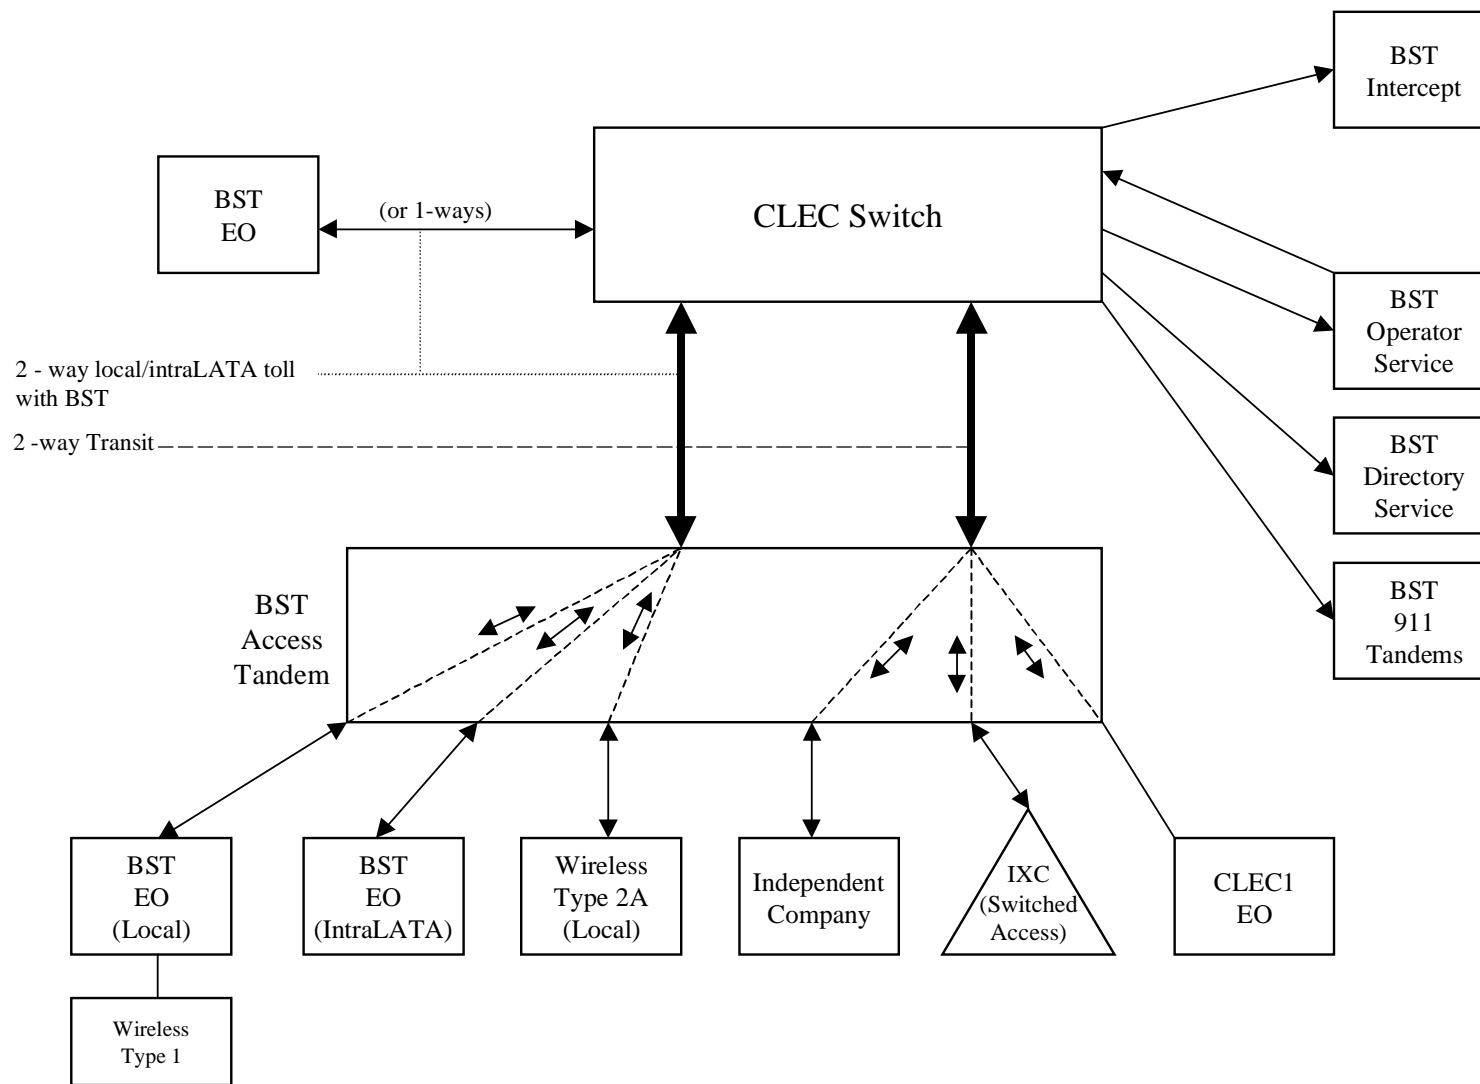 BST
Intercept
CLEC Switch
BST
EO
(or 1-ways)
BST
Operator
Service
2 - way local/intraLATA toll
with BST
2 -way Transit
BST
Directory
Service
BST
911
Tandems
BST
Access
Tandem
BST
EO
(Local)
BST
EO
(IntraLATA)
Wireless
Type 2A
(Local)
Independent
Company
IXC
(Switched
Access)
CLEC1
EO
Wireless
Type 1